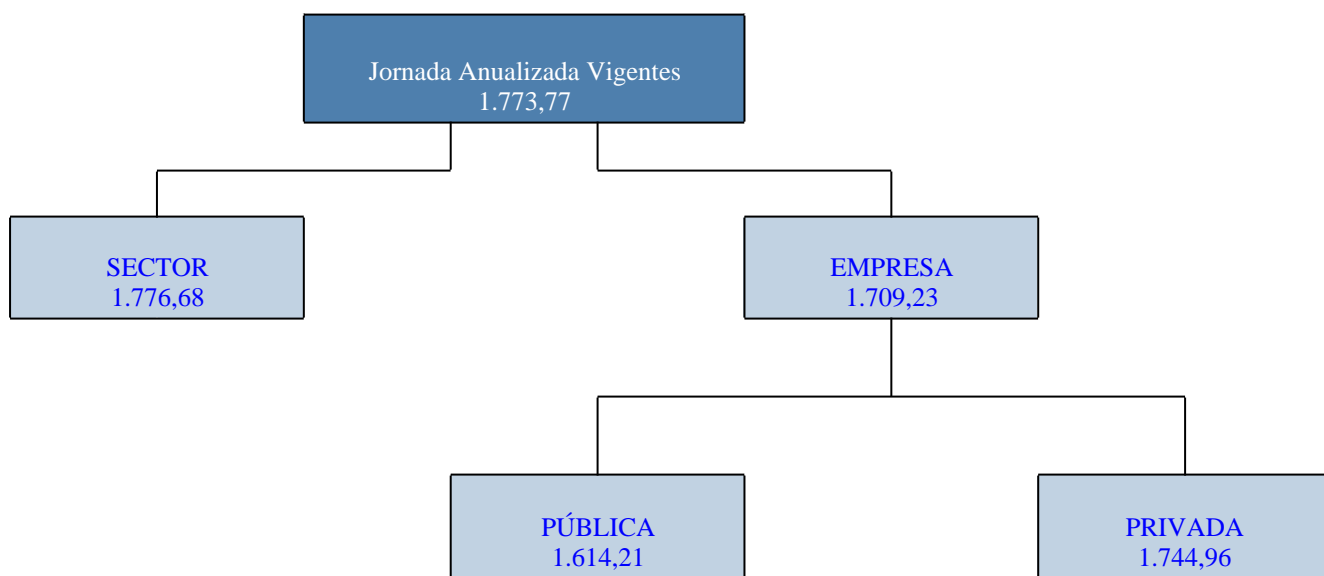 Jornada Anualizada Vigentes
1.773,77
SECTOR
1.776,68
EMPRESA
1.709,23
PÚBLICA
1.614,21
PRIVADA
1.744,96